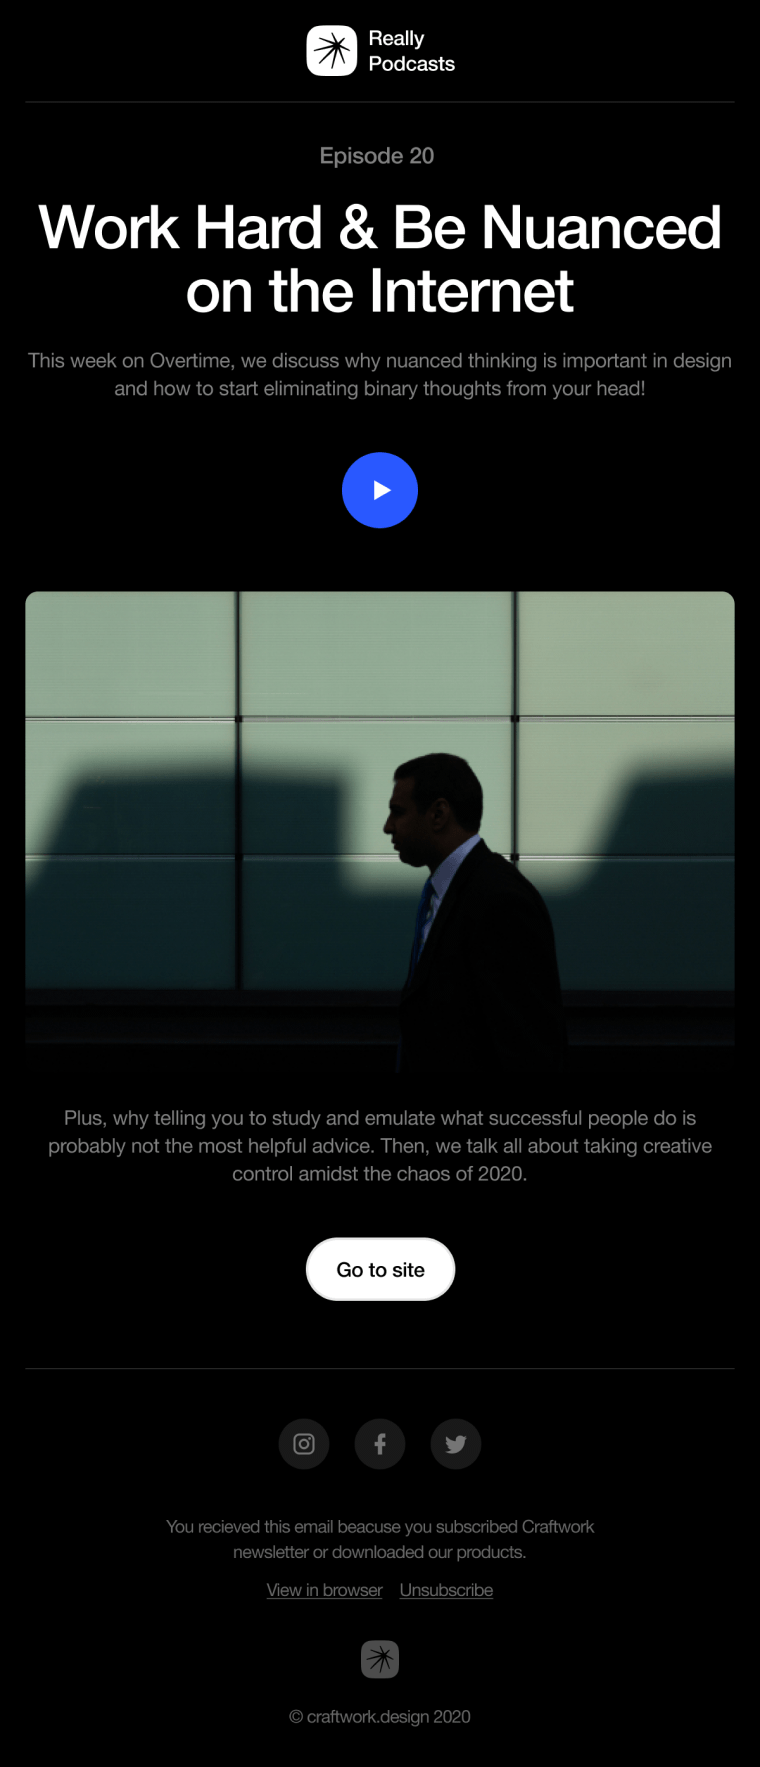 Really
Podcasts
Episode 20
Work Hard & Be Nuanced
on the Internet
This week on Overtime, we discuss why nuanced thinking is important in design
and how to start eliminating binary thoughts from your head!
Plus, why telling you to study and emulate what successful people do is
probably not the most helpful advice. Then, we talk all about taking creative
control amidst the chaos of 2020.
Go to site
You recieved this email beacuse you subscribed Craftwork
newsletter or downloaded our products.
View in browser Unsubscribe
© craftwork.design 2020